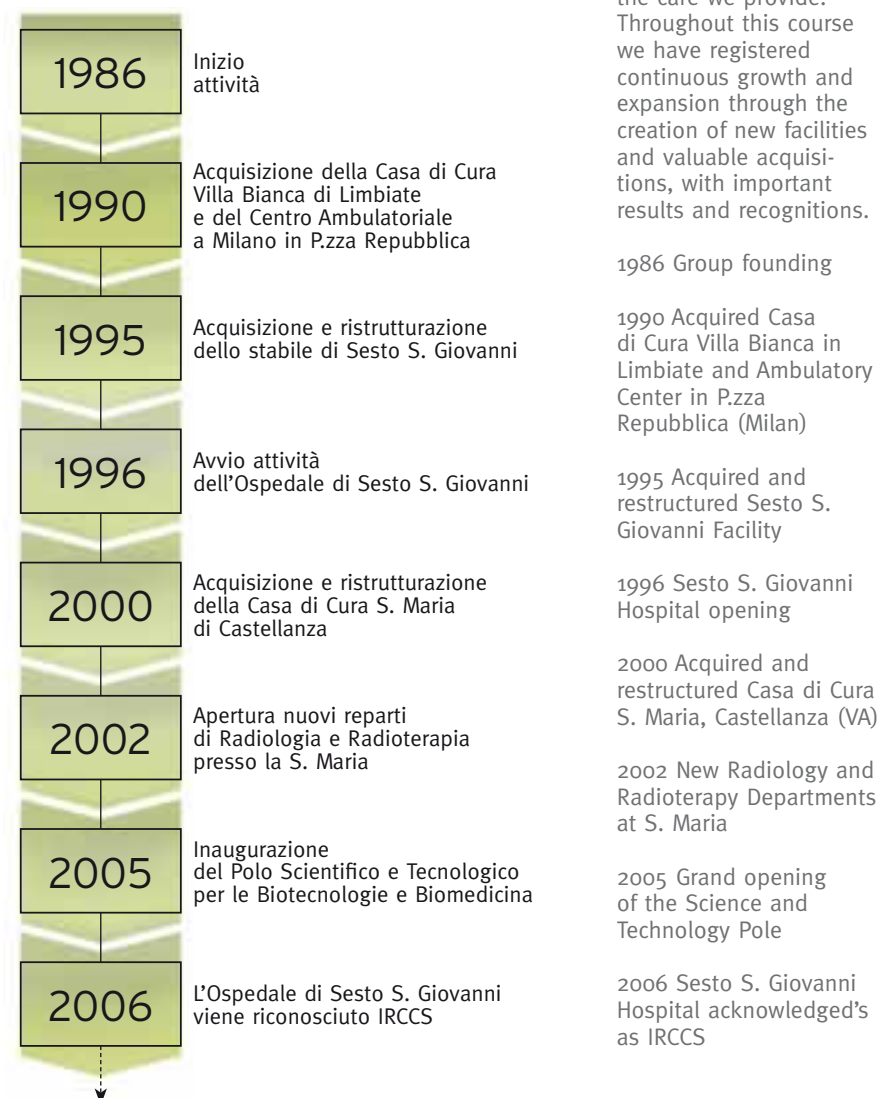 1986
Inizio
attività
1990
Acquisizione della Casa di Cura
Villa Bianca di Limbiate
e del Centro Ambulatoriale
a Milano in P.zza Repubblica
1995
Acquisizione e ristrutturazione
dello stabile di Sesto S. Giovanni
1996
Avvio attività
dell'Ospedale di Sesto S. Giovanni
2000
Acquisizione e ristrutturazione
della Casa di Cura S. Maria
di Castellanza
2002
Apertura nuovi reparti
di Radiologia e Radioterapia
presso la S. Maria
2005
Inaugurazione
del Polo Scientifico e Tecnologico
per le Biotecnologie e Biomedicina
2006
L'Ospedale di Sesto S. Giovanni
viene riconosciuto IRCCS
the care we provide.
Throughout this course
we have registered
continuous growth and
expansion through the
creation of new facilities
and valuable acquisi-
tions, with important
results and recognitions.
1986 Group founding
1990 Acquired Casa
di Cura Villa Bianca in
Limbiate and Ambulatory
Center in P.zza
Repubblica (Milan)
1995 Acquired and
restructured Sesto S.
Giovanni Facility
1996 Sesto S. Giovanni
Hospital opening
2000 Acquired and
restructured Casa di Cura
S. Maria, Castellanza (VA)
2002 New Radiology and
Radioterapy Departments
at S. Maria
2005 Grand opening
of the Science and
Technology Pole
2006 Sesto S. Giovanni
Hospital acknowledged's
as IRCCS